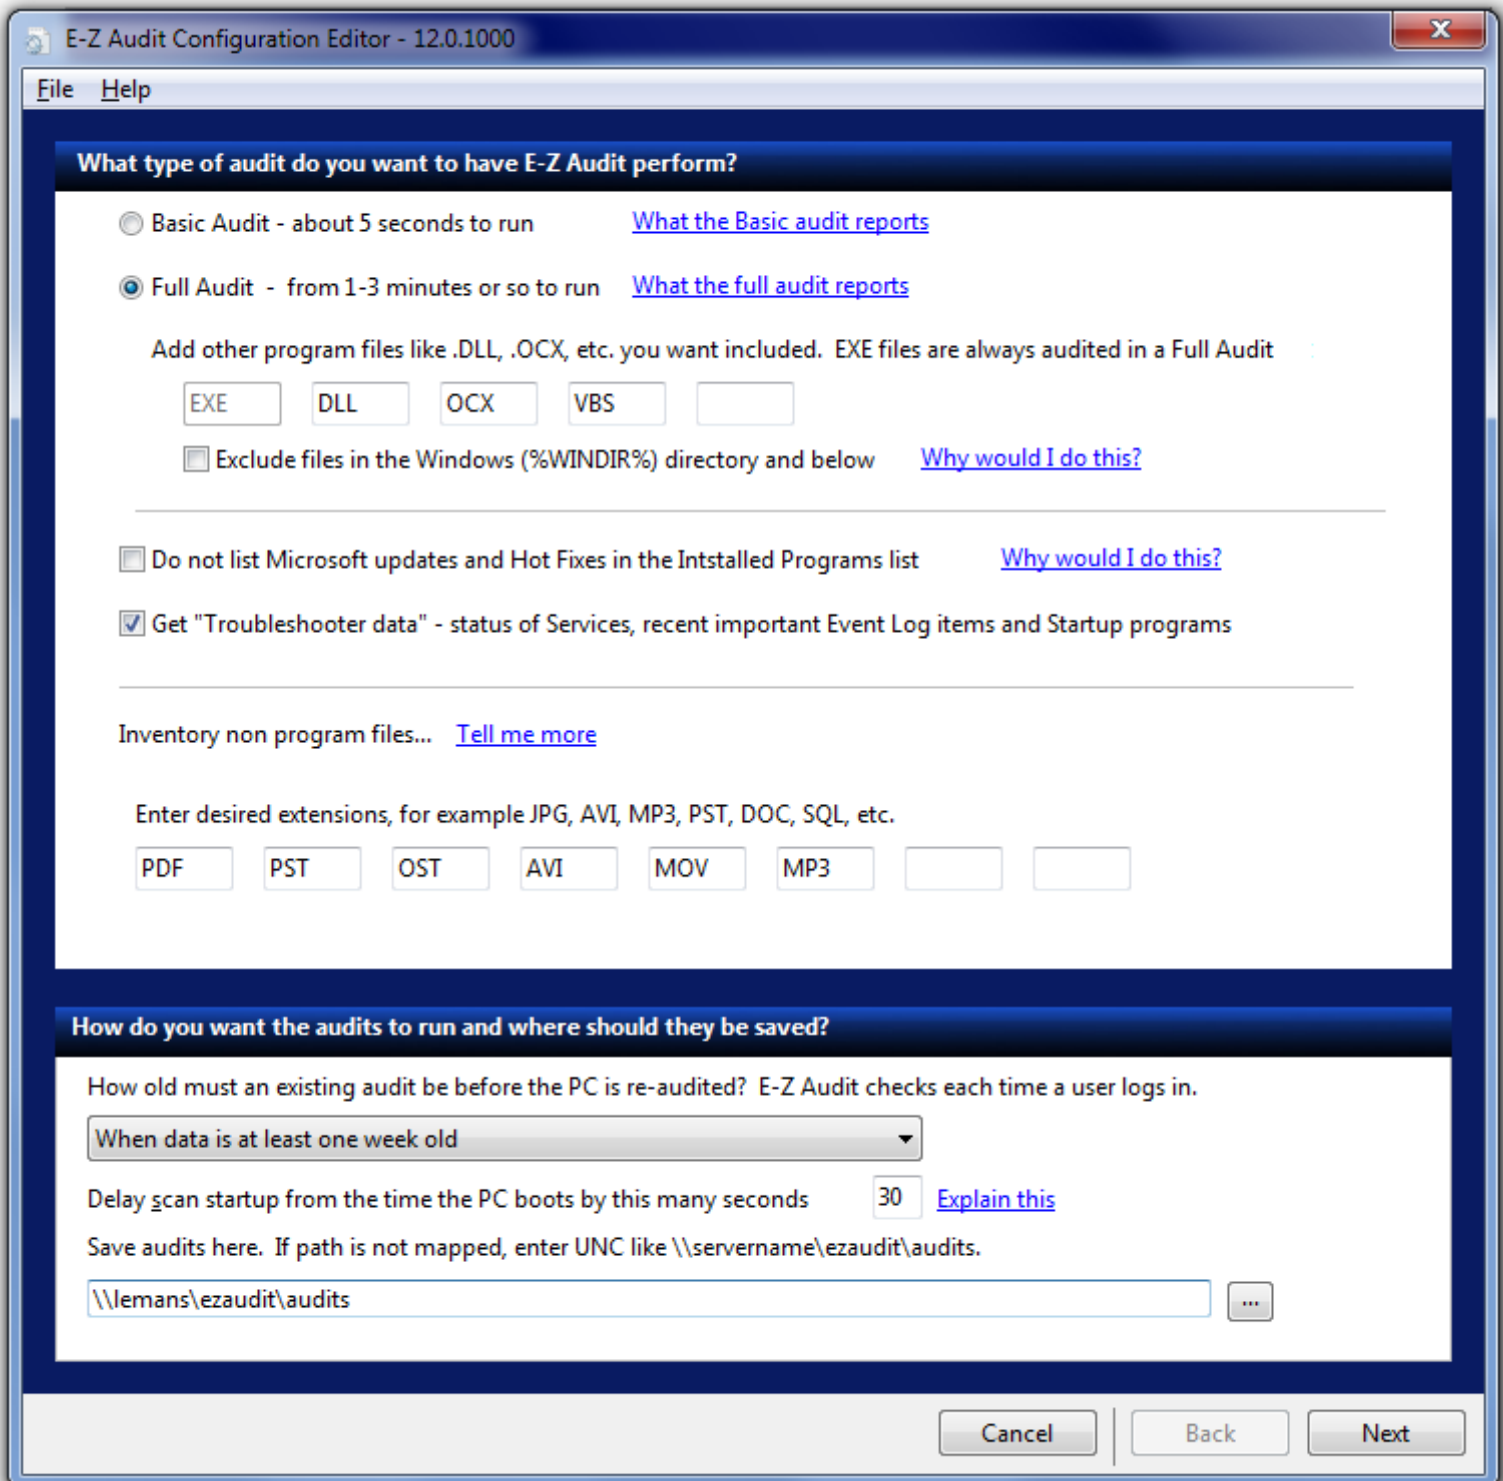 E-Z Audit Configuration Editor - 12.0.1000
File Help
What type of audit do you want to have E-Z Audit perform?
Basic Audit - about 5 seconds to run What the Basic audit reports
Full Audit - from 1-3 minutes or so to run What the full audit reports
Add other program files like .DLL, .OCX, etc. you want included. EXE files are always audited in a Full Audit
EXE DLL OCX VBS
Exclude files in the Windows (%WINDIR%) directory and below Why would I do this?
Do not list Microsoft updates and Hot Fixes in the Intstalled Programs list Why would I do this?
Get "Troubleshooter data" - status of Services, recent important Event Log items and Startup programs
Inventory non program files... Tell me more
Enter desired extensions, for example JPG, AVI, MP3, PST, DOC, SQL, etc.
PDF PST OST AVI MOV MP3
How do you want the audits to run and where should they be saved?
How old must an existing audit be before the PC is re-audited? E-Z Audit checks each time a user logs in.
When data is at least one week old
Delay scan startup from the time the PC boots by this many seconds 30 Explain this
Save audits here. If path is not mapped, enter UNC like \\servername\ezaudit\audits.
\\lemans\ezaudit\audits ...
Cancel Back Next